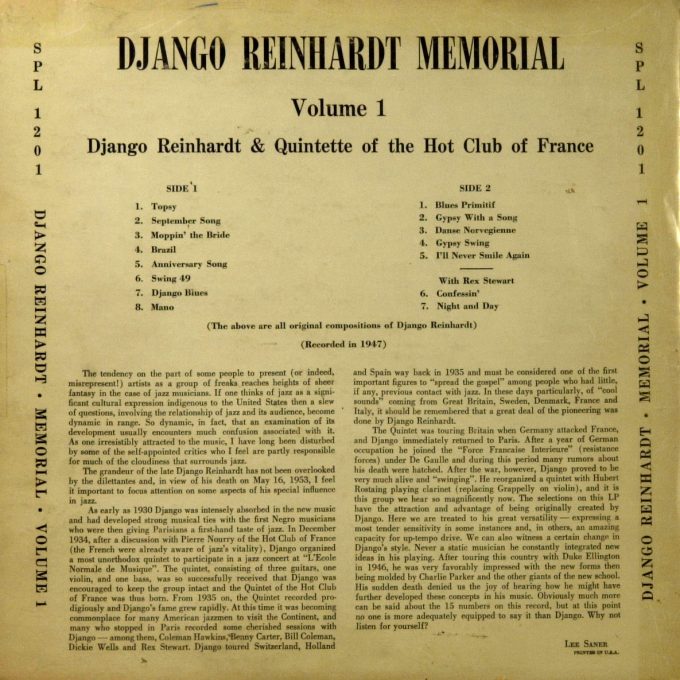 DJANGO REINHARDT MEMORIAL
Volume 1
Django Reinhardt & Quintette of the Hot Club of France
SIDE 1
1. Topsy
2. September Song
3. Moppin' the Bride
4. Brazil
5. Anniversary Song
6. Swing 49
7. Django Blues
8. Mano
SIDE 2
1. Blues Primitif
2. Gypsy With a Song
3. Danse Norvegienne
4. Gypsy Swing
5. I'll Never Smile Again
With Rex Stewart
6. Confessin'
7. Night and Day
(The above are all original compositions of Django Reinhardt)
(Recorded in 1947)
The tendency on the part of some people to present (or indeed,
misrepresent!) artists as a group of freaks reaches heights of sheer
fantasy in the case of jazz musicians. If one thinks of jazz as a signi-
ficant cultural expression indigenous to the United States then a slew
of questions, involving the relationship of jazz and its audience, become
dynamic in range. So dynamic, in fact, that an examination of its
development usually encounters much confusion associated with it.
As one irresistibly attracted to the music, I have long been disturbed
by some of the self-appointed critics who I feel are partly responsible
for much of the cloudiness that surrounds jazz.
The grandeur of the late Django Reinhardt has not been overlooked
by the dilettantes and, in view of his death on May 16, 1953, I feel
it important to focus attention on some aspects of his special influence
in jazz.
As early as 1930 Django was intensely absorbed in the new music
and had developed strong musical ties with the first Negro musicians
who were then giving Parisians a first-hand taste of jazz. In December
1934, after a discussion with Pierre Nourry of the Hot Club of France
(the French were already aware of jazz's vitality), Django organized
a most unorthodox quintet to participate in a jazz concert at "L'Ecole
Normale de Musique". The quintet, consisting of three guitars, one
violin, and one bass, was so successfully received that Django was
encouraged to keep the group intact and the Quintet of the Hot Club
of France was thus born. From 1935 on, the Quintet recorded pro-
digiously and Django's fame grew rapidly. At this time it was becoming
commonplace for many American jazzmen to visit the Continent, and
many who stopped in Paris recorded some cherished sessions with
Django — among them, Coleman Hawkins, Benny Carter, Bill Coleman,
Dickie Wells and Rex Stewart. Django toured Switzerland, Holland
and Spain way back in 1935 and must be considered one of the first
important figures to "spread the gospel" among people who had little,
if any, previous contact with jazz. In these days particularly, of "cool
sounds" coming from Great Britain, Sweden, Denmark, France and
Italy, it should be remembered that a great deal of the pioneering was
done by Django Reinhardt.
The Quintet was touring Britain when Germany attacked France,
and Django immediately returned to Paris. After a year of German
occupation he joined the "Force Francaise Interieure" (resistance
forces) under De Gaulle and during this period many rumors about
his death were hatched. After the war, however, Django proved to be
very much alive and "swinging". He reorganized a quintet with Hubert
Rostaing playing clarinet (replacing Grappelly on violin), and it is
this group we hear so magnificently now. The selections on this LP
have the attraction and advantage of being originally created by
Django. Here we are treated to his great versatility — expressing a
most tender sensitivity in some instances and, in others, an amazing
capacity for up-tempo drive. We can also witness a certain change in
Django's style. Never a static musician he constantly integrated new
ideas in his playing. After touring this country with Duke Ellington
in 1946, he was very favorably impressed with the new forms then
being molded by Charlie Parker and the other giants of the new school.
His sudden death denied us the joy of hearing how he might have
further developed these concepts in his music. Obviously much more
can be said about the 15 numbers on this record, but at this point
no one is more adequately equipped to say it than Django. Why not
listen for yourself?
LEE SANER
PRINTED IN U.S.A.
SPL 1201 DJANGO REINHARDT • MEMORIAL • VOLUME 1
SPL 1201 DJANGO REINHARDT • MEMORIAL • VOLUME 1